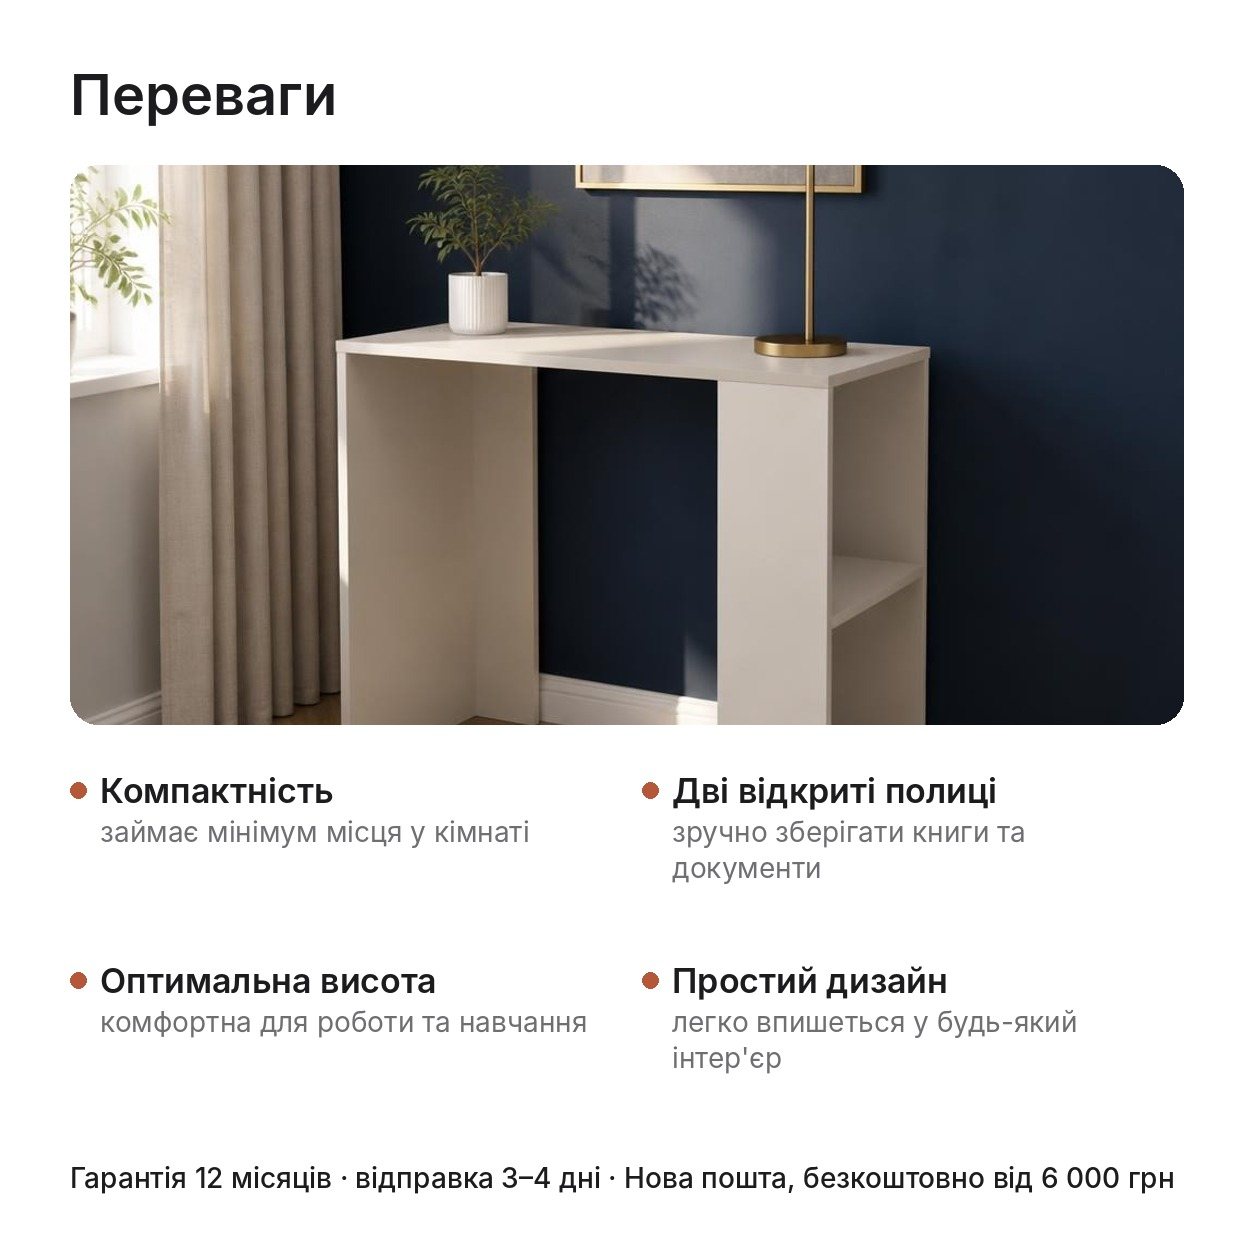 Переваги
Компактність
займає мінімум місця у кімнаті
Дві відкриті полиці
зручно зберігати книги та
документи
Оптимальна висота
комфортна для роботи та навчання
Простий дизайн
легко впишеться у будь-який
інтер'єр
Гарантія 12 місяців · відправка 3–4 дні · Нова пошта, безкоштовно від 6 000 грн